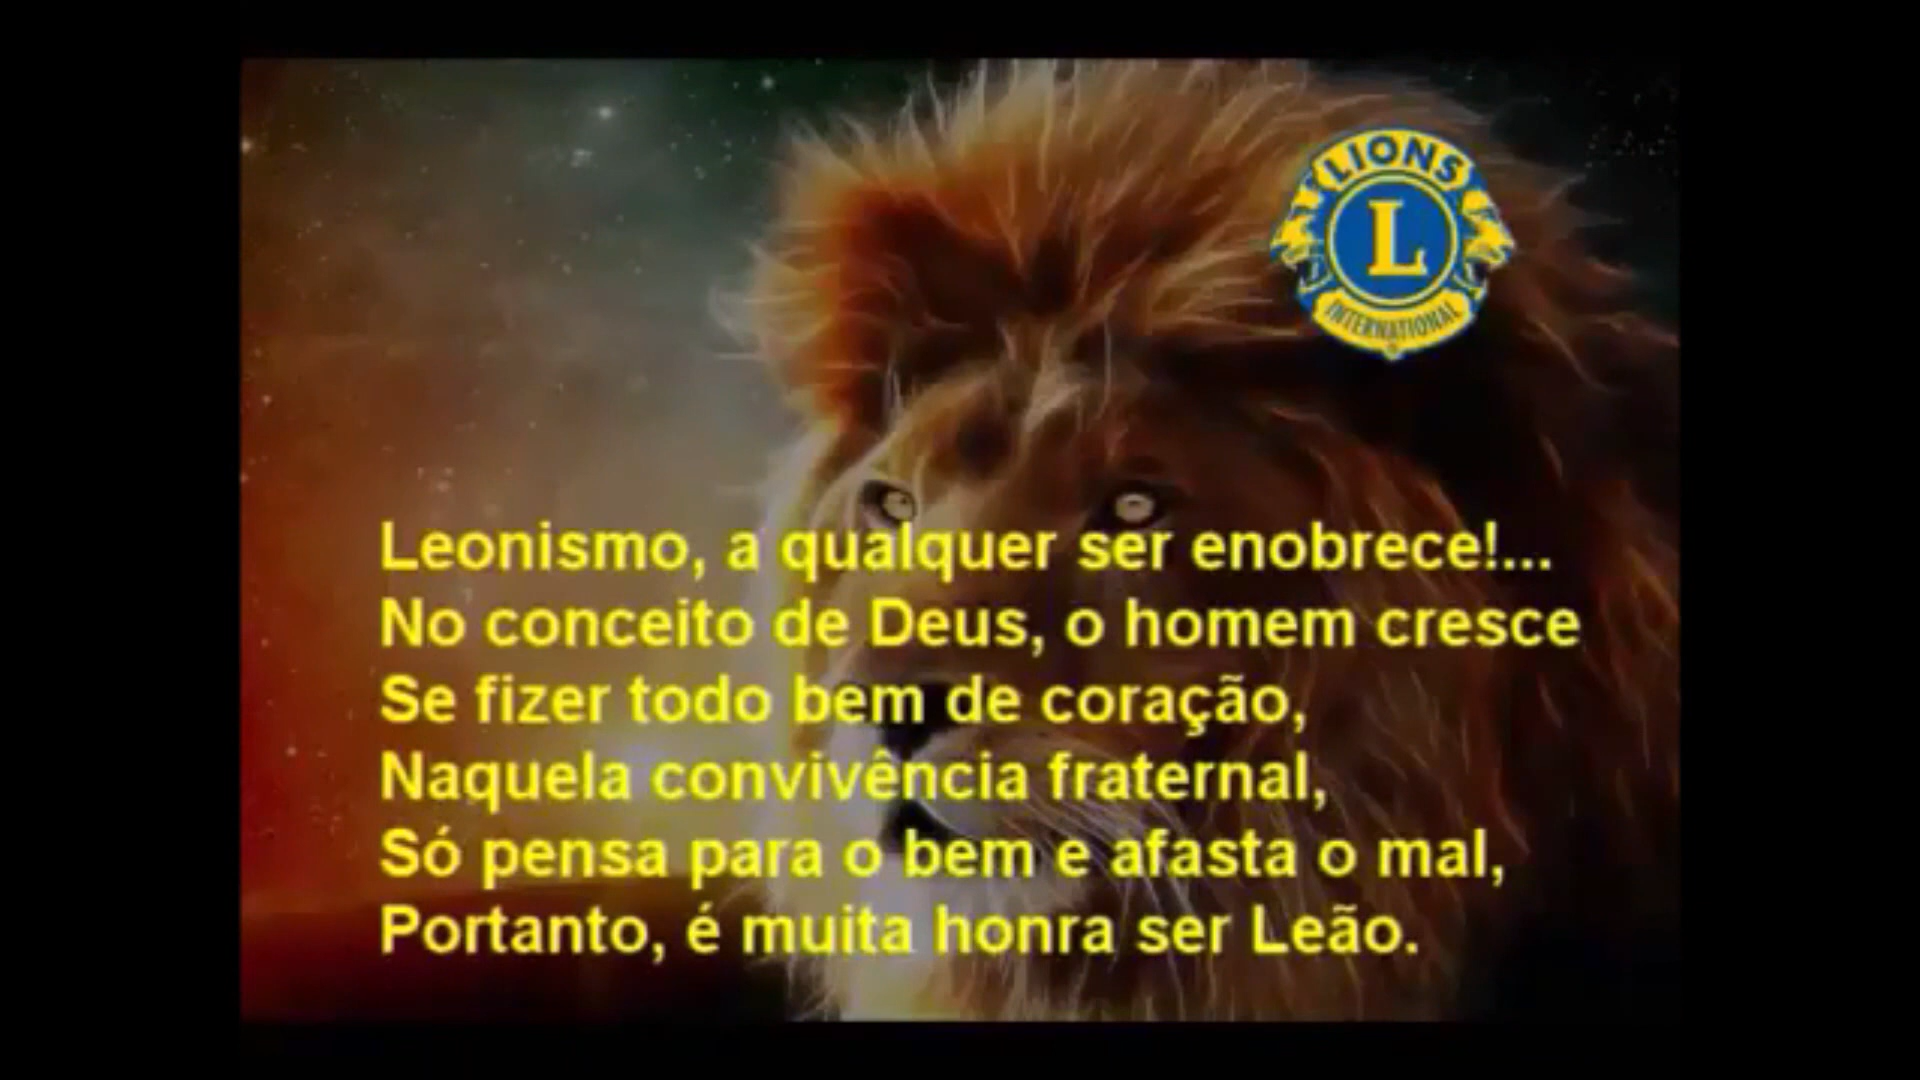 LIONS
L
INTERNATIONAL
Leonismo, a qualquer ser enobrece!...
No conceito de Deus, o homem cresce
Se fizer todo bem de coração,
Naquela convivência fraternal,
Só pensa para o bem e afasta o mal,
Portanto, é muita honra ser Leão.